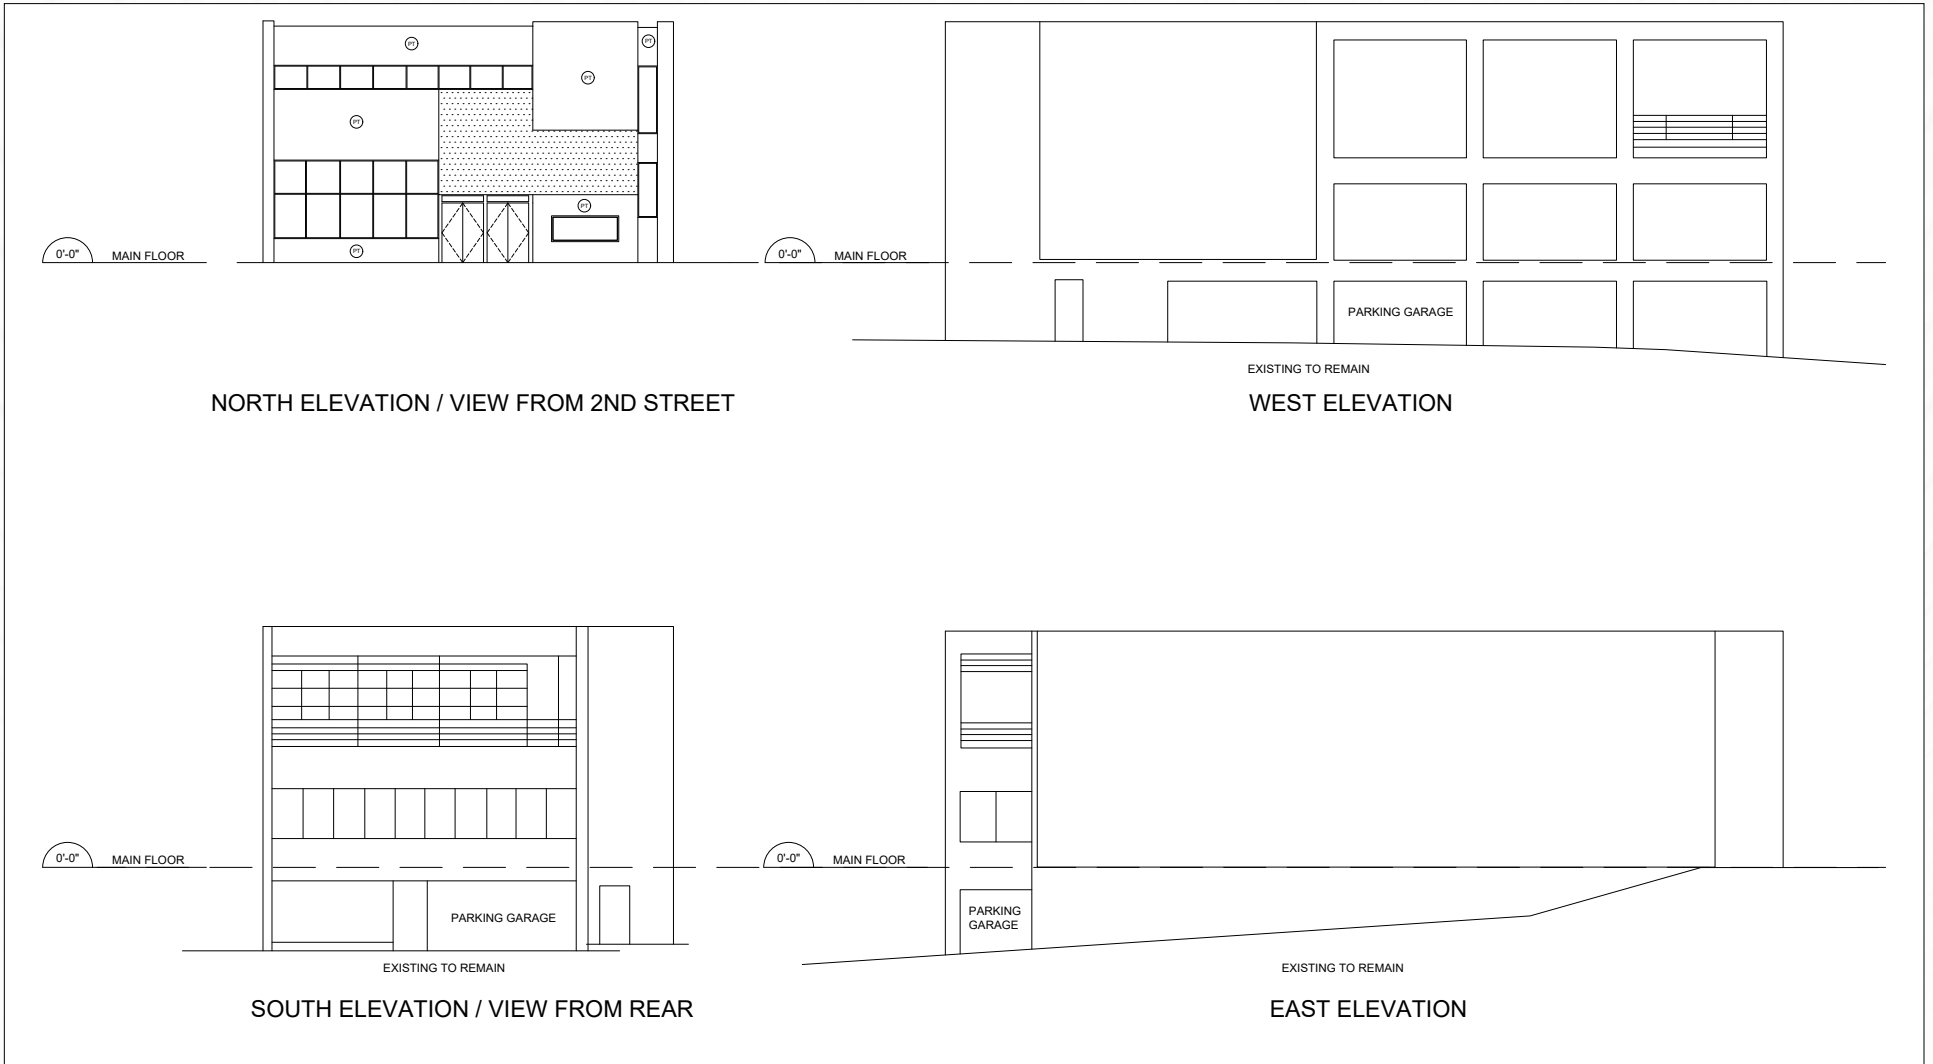 PT
PT
PT
PT
PT
PT
0'-0"
MAIN FLOOR
NORTH ELEVATION / VIEW FROM 2ND STREET
0'-0"
MAIN FLOOR
PARKING GARAGE
EXISTING TO REMAIN
WEST ELEVATION
0'-0"
MAIN FLOOR
PARKING GARAGE
EXISTING TO REMAIN
SOUTH ELEVATION / VIEW FROM REAR
0'-0"
MAIN FLOOR
PARKING
GARAGE
EXISTING TO REMAIN
EAST ELEVATION